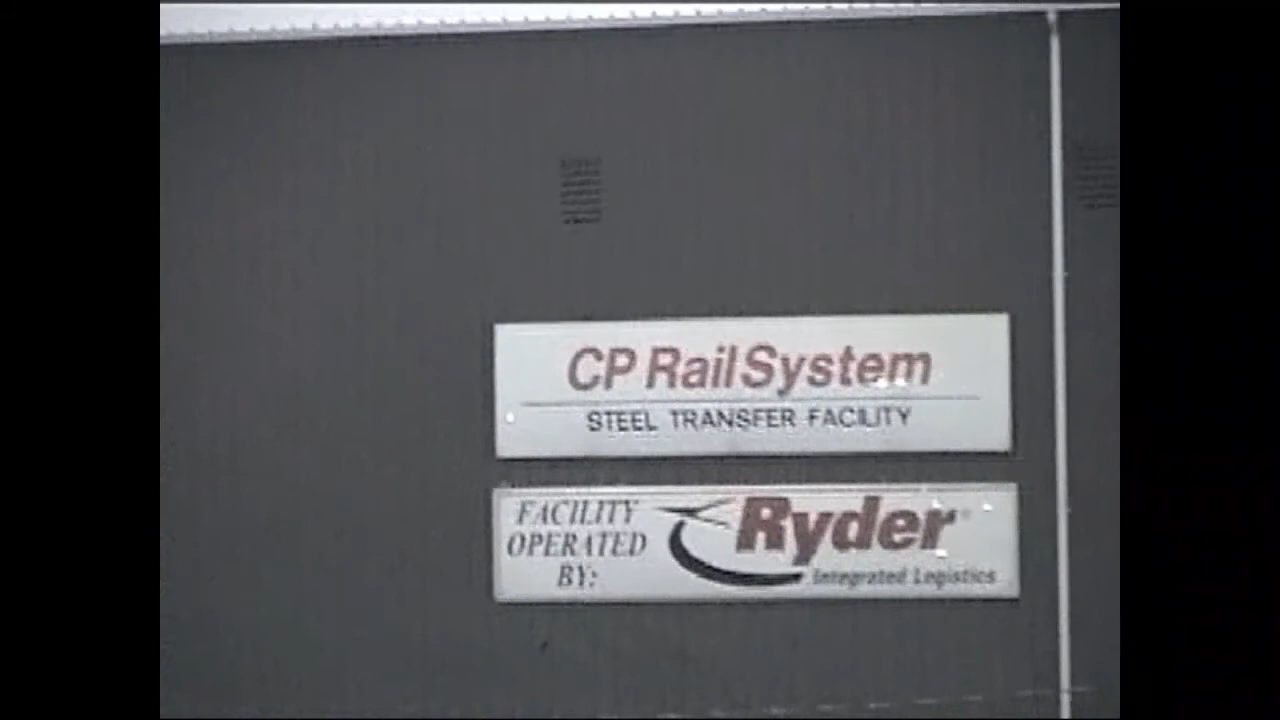 CP Rail System
STEEL TRANSFER FACILITY
FACILITY
OPERATED
BY:
Ryder
Integrated Logistics